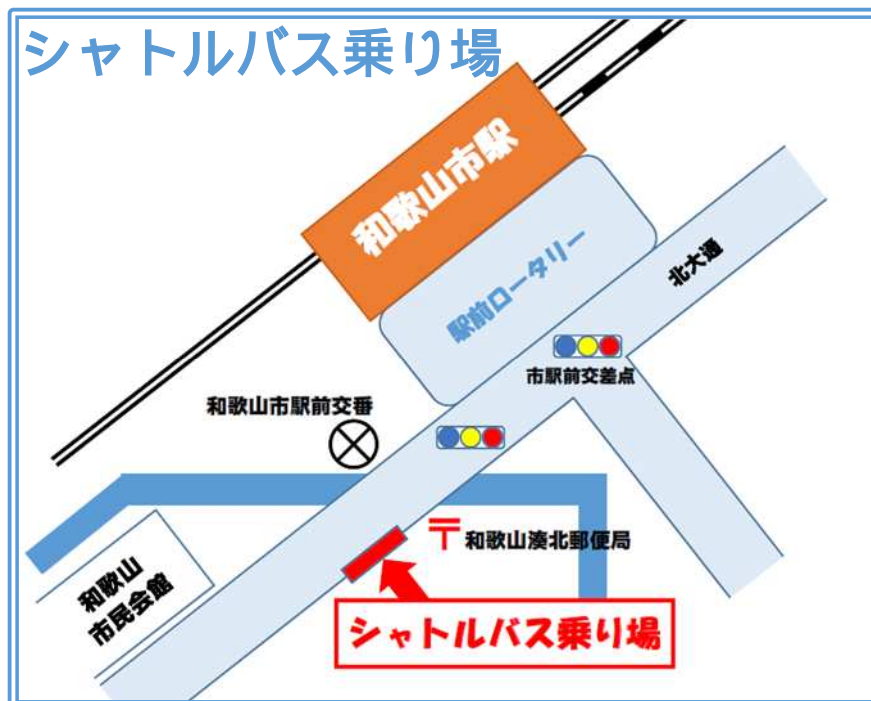 シャトルバス乗り場
和歌山市駅
駅前ロータリー
北大通
市駅前交差点
和歌山市駅前交番
〒和歌山湊北郵便局
和歌山
市民会館
シャトルバス乗り場